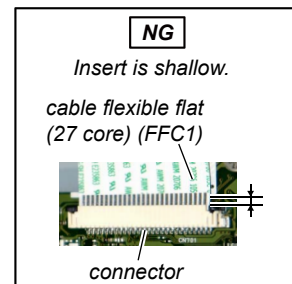 NG
Insert is shallow.
cable flexible flat
(27 core) (FFC1)
connector